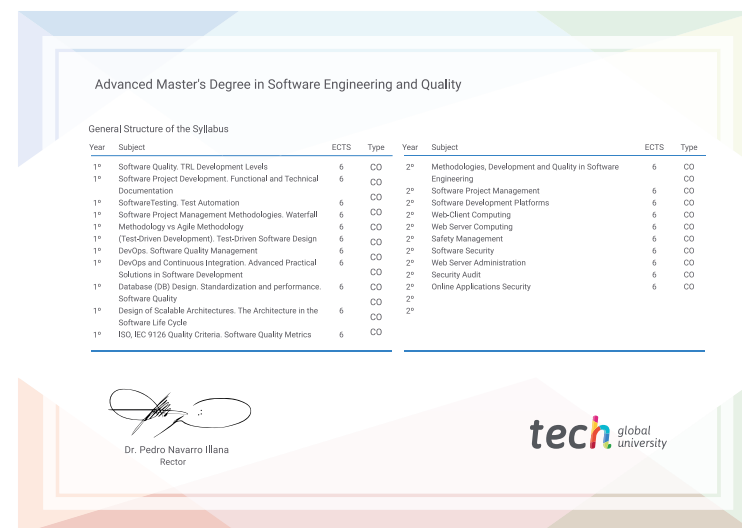 Advanced Master's Degree in Software Engineering and Quality
General Structure of the Syllabus
Year Subject ECTS Type
1º Software Quality. TRL Development Levels 6 CO
1º Software Project Development. Functional and Technical 6 CO
Documentation
1º SoftwareTesting. Test Automation 6 CO
1º Software Project Management Methodologies. Waterfall 6 CO
1º Methodology vs Agile Methodology 6 CO
1º (Test-Driven Development). Test-Driven Software Design 6 CO
1º DevOps. Software Quality Management 6 CO
1º DevOps and Continuous Integration. Advanced Practical 6 CO
Solutions in Software Development
1º Database (DB) Design. Standardization and performance. 6 CO
Software Quality
1º Design of Scalable Architectures. The Architecture in the 6 CO
Software Life Cycle
1º ISO, IEC 9126 Quality Criteria. Software Quality Metrics 6 CO
Year Subject ECTS Type
2º Methodologies, Development and Quality in Software 6 CO
Engineering CO
2º Software Project Management 6 CO
2º Software Development Platforms 6 CO
2º Web-Client Computing 6 CO
2º Web Server Computing 6 CO
2º Safety Management 6 CO
2º Software Security 6 CO
2º Web Server Administration 6 CO
2º Security Audit 6 CO
2º Online Applications Security 6 CO
2º
2º
Dr. Pedro Navarro Illana
Rector
tech global
university